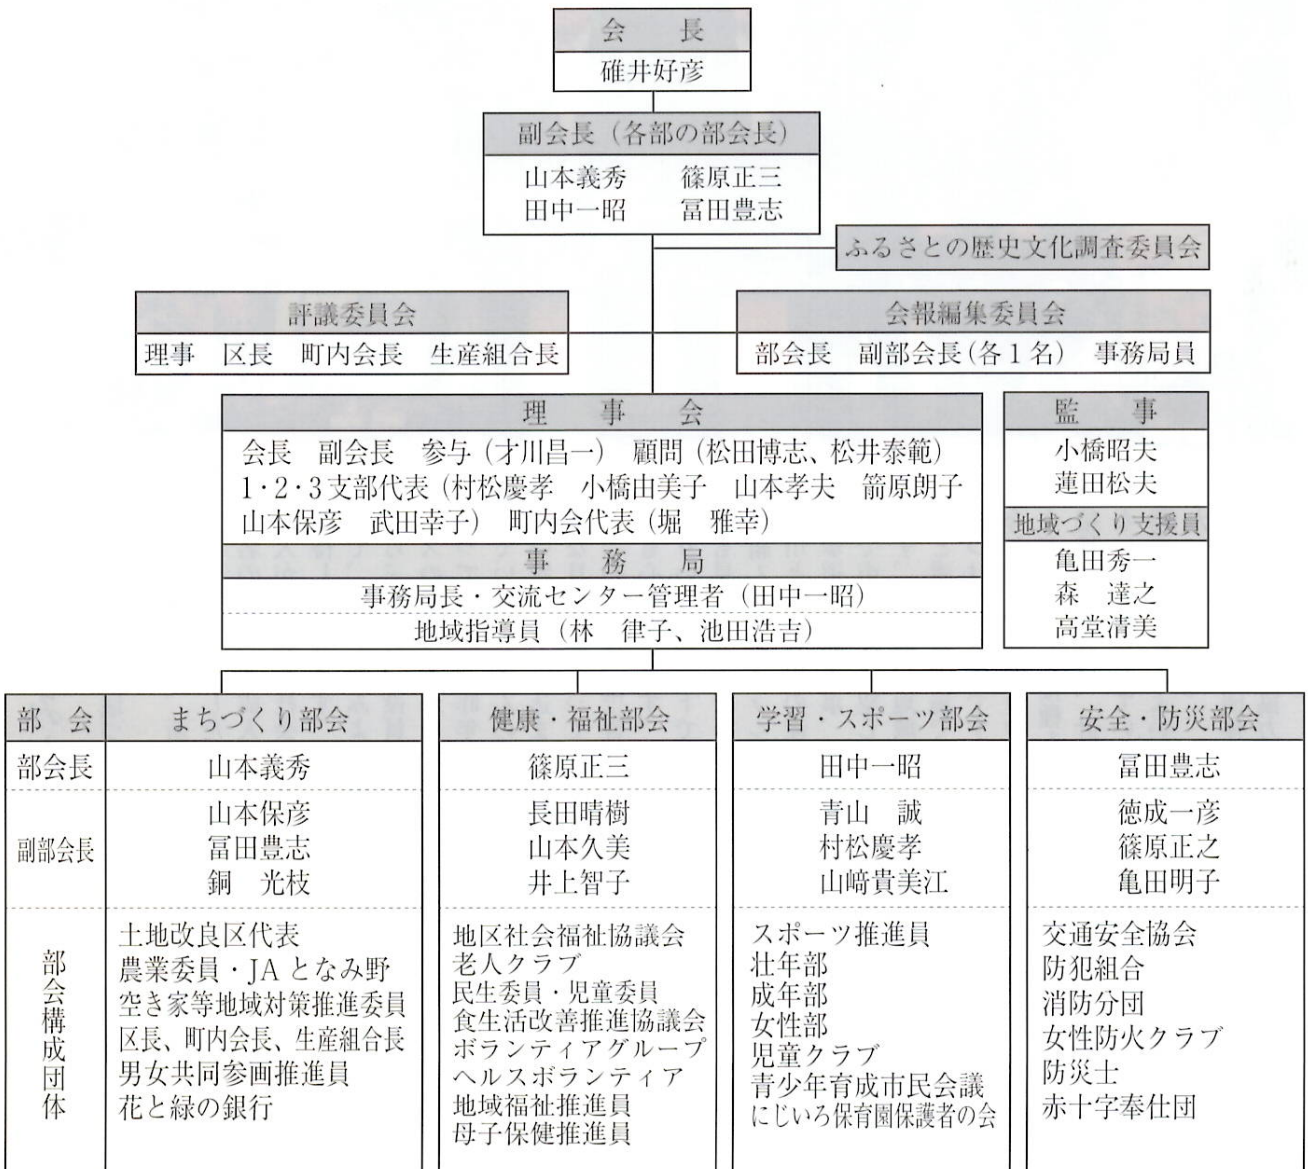 会　長
碓井好彦
副会長（各部の部会長）
山本義秀　篠原正三
田中一昭　冨田豊志
ふるさとの歴史文化調査委員会
評議委員会
理事　区長　町内会長　生産組合長
会報編集委員会
部会長　副部会長（各１名）　事務局員
理　事　会
会長　副会長　参与（才川昌一）　顧問（松田博志、松井泰範）
1・2・3支部代表（村松慶孝　小橋由美子　山本孝夫　箭原朗子
山本保彦　武田幸子）　町内会代表（堀　雅幸）
事　務　局
事務局長・交流センター管理者（田中一昭）
地域指導員（林　律子、池田浩吉）
監　事
小橋昭夫
蓮田松夫
地域づくり支援員
亀田秀一
森　達之
高堂清美
部　会
まちづくり部会
健康・福祉部会
学習・スポーツ部会
安全・防災部会
部会長
山本義秀
篠原正三
田中一昭
冨田豊志
副部会長
山本保彦
冨田豊志
銅　光枝
長田晴樹
山本久美
井上智子
青山　誠
村松慶孝
山﨑貴美江
徳成一彦
篠原正之
亀田明子
部会構成団体
土地改良区代表
農業委員・JAとなみ野
空き家等地域対策推進委員
区長、町内会長、生産組合長
男女共同参画推進員
花と緑の銀行
地区社会福祉協議会
老人クラブ
民生委員・児童委員
食生活改善推進協議会
ボランティアグループ
ヘルスボランティア
地域福祉推進員
母子保健推進員
スポーツ推進員
壮年部
成年部
女性部
児童クラブ
青少年育成市民会議
にじいろ保育園保護者の会
交通安全協会
防犯組合
消防分団
女性防火クラブ
防災士
赤十字奉仕団